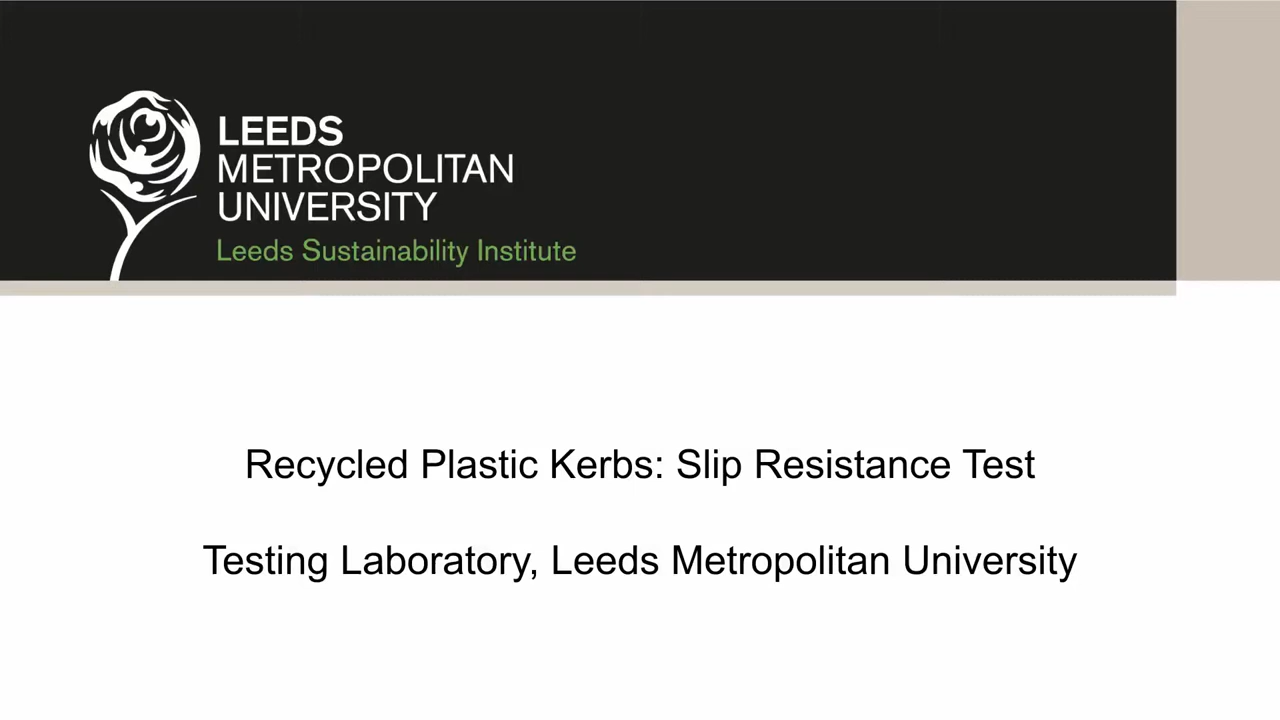 LEEDS
METROPOLITAN
UNIVERSITY
Leeds Sustainability Institute
Recycled Plastic Kerbs: Slip Resistance Test
Testing Laboratory, Leeds Metropolitan University